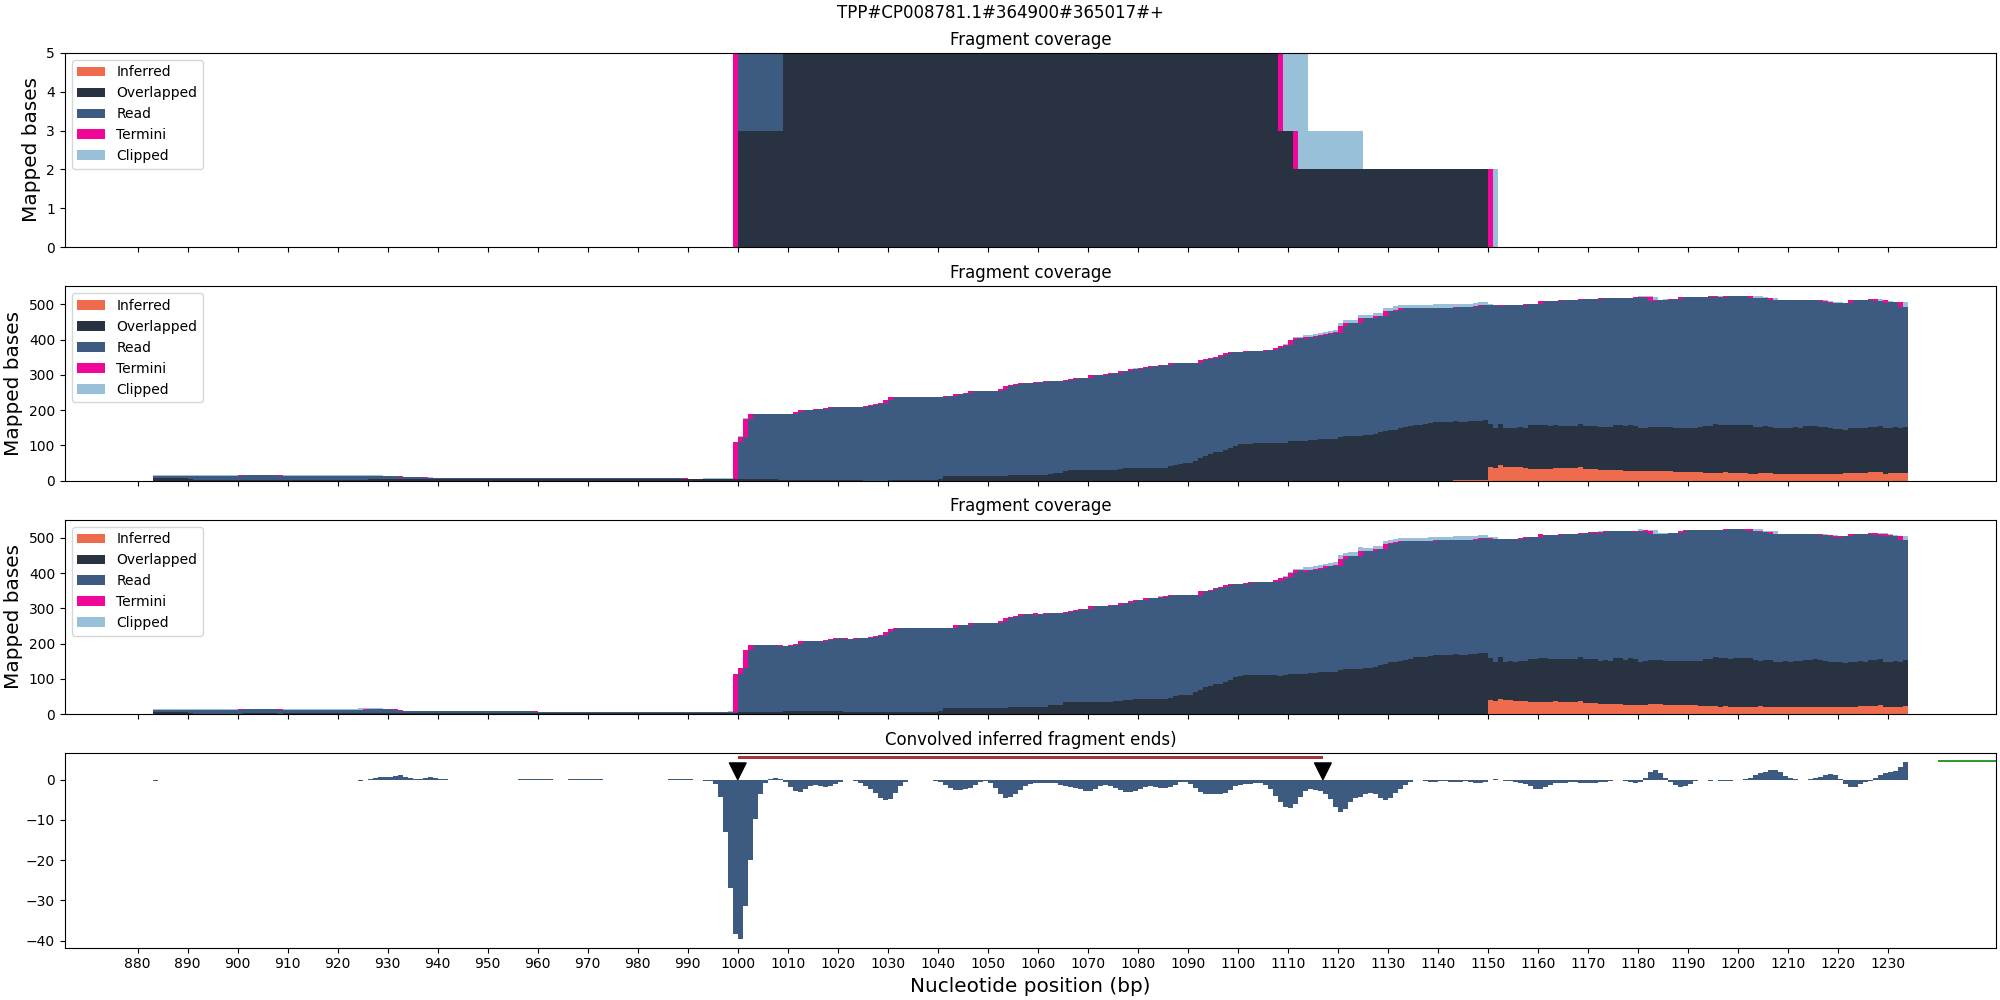 TPP#CP008781.1#364900#365017#+
Fragment coverage
Mapped bases
5
4
3
2
1
0
Inferred
Overlapped
Read
Termini
Clipped
Fragment coverage
Mapped bases
500
400
300
200
100
0
Inferred
Overlapped
Read
Termini
Clipped
Fragment coverage
Mapped bases
500
400
300
200
100
0
Inferred
Overlapped
Read
Termini
Clipped
Convolved inferred fragment ends)
0
−10
−20
−30
−40
880 890 900 910 920 930 940 950 960 970 980 990 1000 1010 1020 1030 1040 1050 1060 1070 1080 1090 1100 1110 1120 1130 1140 1150 1160 1170 1180 1190 1200 1210 1220 1230
Nucleotide position (bp)